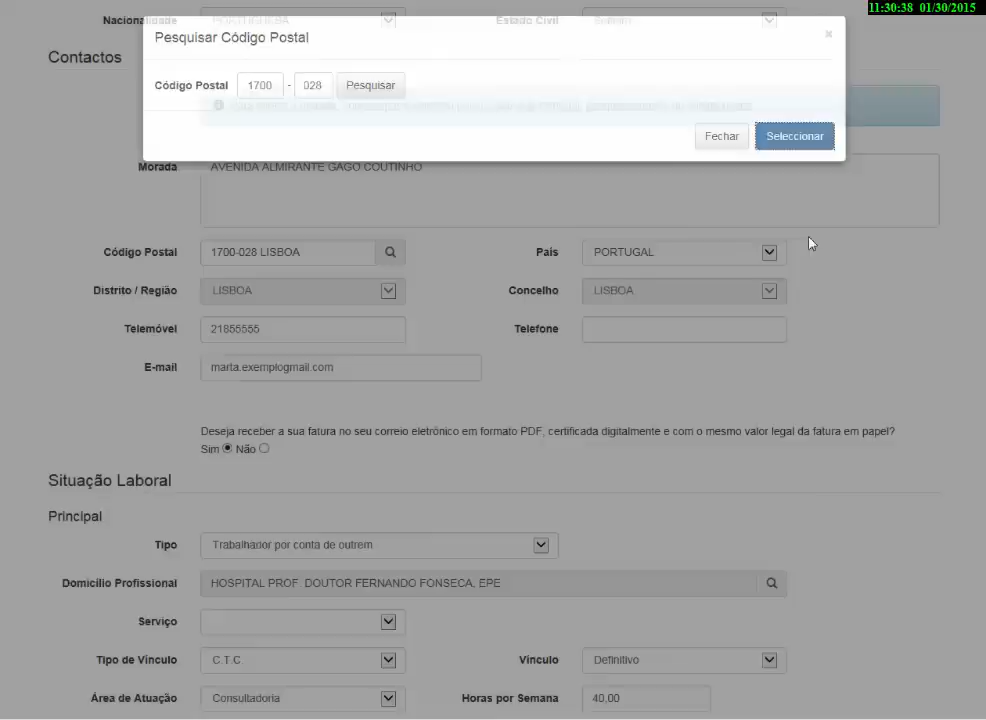 11:30:38 01/30/2015
Nacionalidade PORTUGUESA Estado Civil Solteiro
Pesquisar Código Postal ×
Contactos
Código Postal 1700 - 028 Pesquisar
Fechar Seleccionar
Morada AVENIDA ALMIRANTE GAGO COUTINHO
Código Postal 1700-028 LISBOA País PORTUGAL
Distrito / Região LISBOA Concelho LISBOA
Telemóvel 21855555 Telefone
E-mail marta.exemplogmail.com
Deseja receber a sua fatura no seu correio eletrónico em formato PDF, certificada digitalmente e com o mesmo valor legal da fatura em papel?
Sim Não
Situação Laboral
Principal
Tipo Trabalhador por conta de outrem
Domicílio Profissional HOSPITAL PROF. DOUTOR FERNANDO FONSECA, EPE
Serviço
Tipo de Vínculo C.T.C. Vínculo Definitivo
Área de Atuação Consultadoria Horas por Semana 40,00